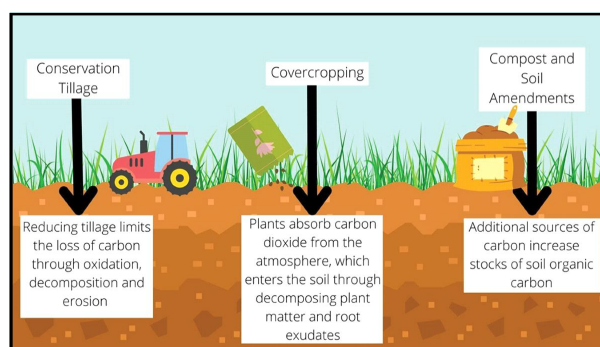 Conservation
Tillage
Covercropping
Compost and
Soil
Amendments
Reducing tillage limits
the loss of carbon
through oxidation,
decomposition and
erosion
Plants absorb carbon
dioxide from the
atmosphere, which
enters the soil through
decomposing plant
matter and root
exudates
Additional sources of
carbon increase
stocks of soil organic
carbon